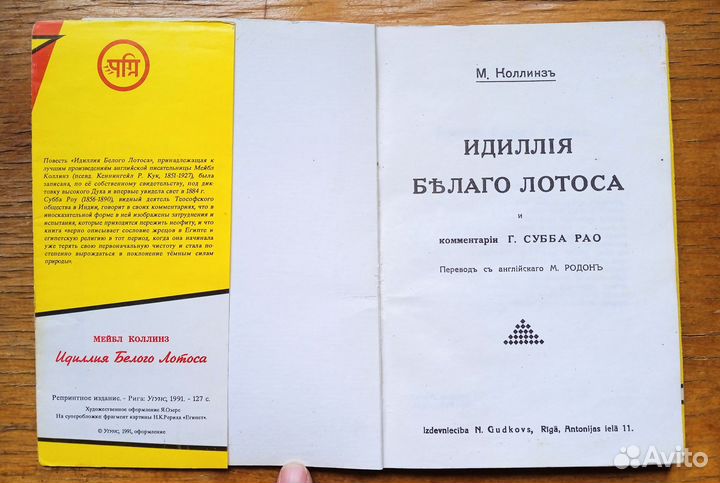 Повесть «Идиллия Белого Лотоса», принадлежащая к
лучшим произведениям английской писательницы Мейбл
Коллинз (псевд. Кеннингейл Р. Кук, 1851-1927), была
записана, по её собственному свидетельству, под дик-
товку высокого Духа и впервые увидела свет в 1884 г.
Субба Роу (1856-1890), видный деятель Теософского
общества в Индии, говорит в своих комментариях, что в
иносказательной форме в ней изображены затруднения и
испытания, которые приходится пережить неофиту, и что
книга «верно описывает сословие жрецов в Египте и
египетскую религию в тот период, когда она начинала
уже терять свою первоначальную чистоту и стала по-
степенно вырождаться в поклонение тёмным силам
природы».
МЕЙБЛ КОЛЛИНЗ
Идиллия Белого Лотоса
Репринтное издание. - Рига: Угунс, 1991. - 127 с.
Художественное оформление Я.Озерс
На суперобложке фрагмент картины Н.К.Рериха «Египет».
© Угунс, 1991, оформление
М. Коллинзъ
ИДИЛЛІЯ
БѢЛАГО ЛОТОСА
и
комментаріи Г. СУББА РАО
Переводъ съ англійскаго М. РОДОНЪ
Izdevniecība N. Gudkovs, Rīgā, Antonijas ielā 11.
Avito